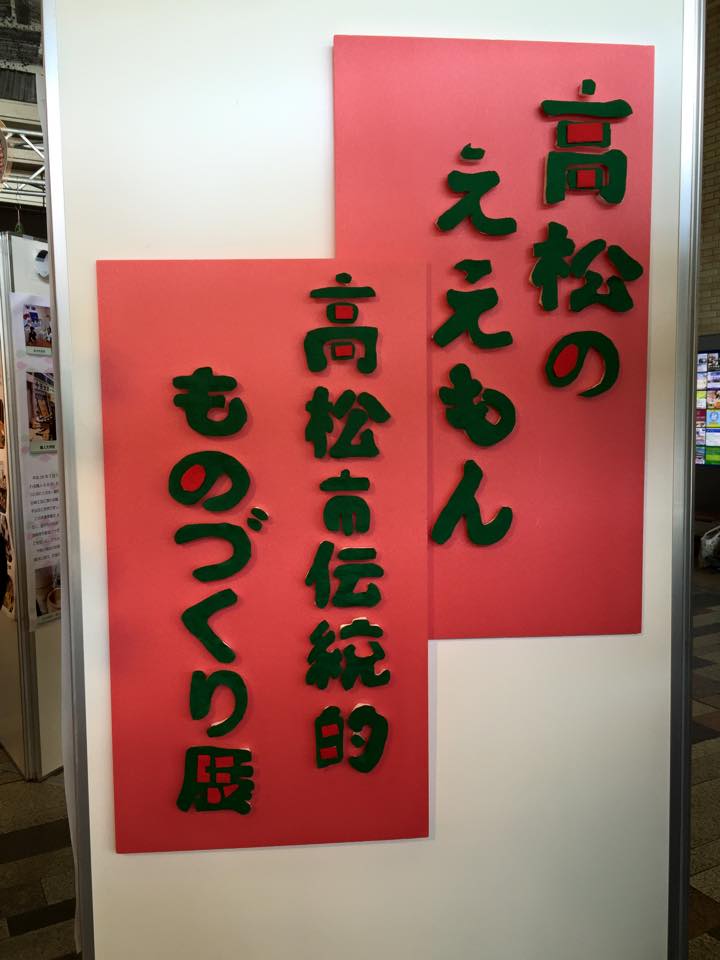 高松の
ええもん
高松市伝統的
ものづくり展